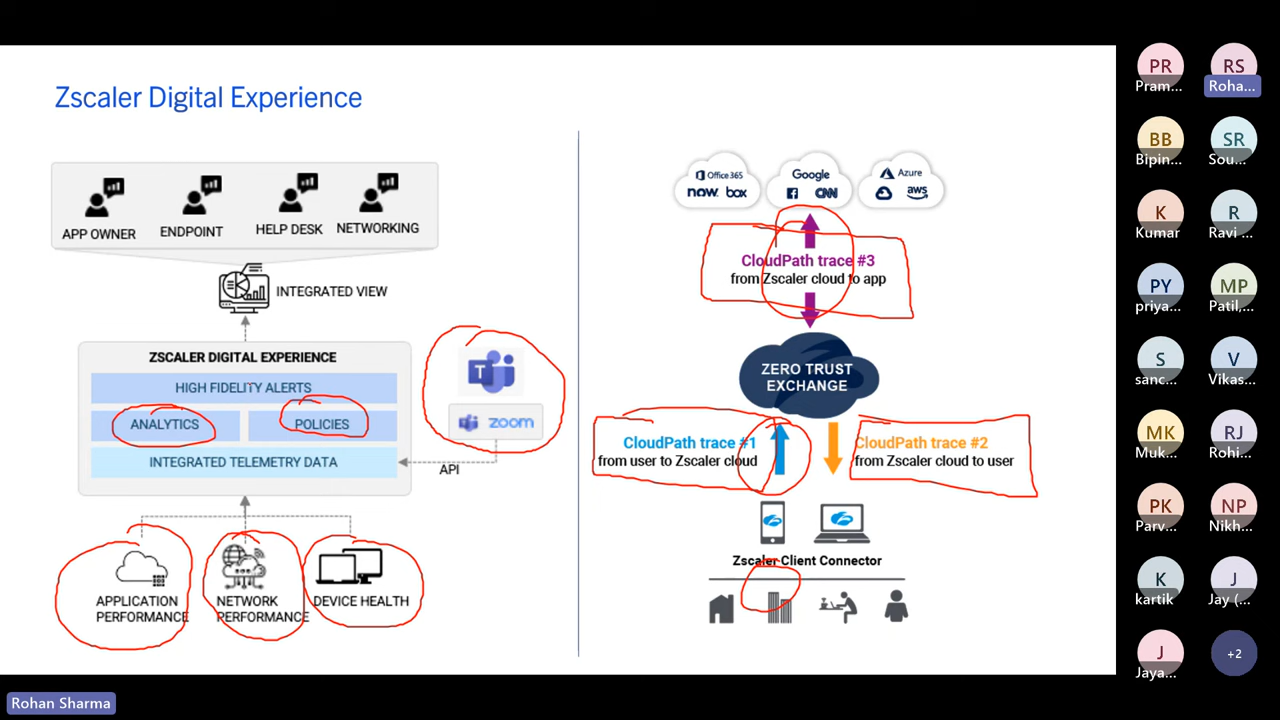 Zscaler Digital Experience
APP OWNER
ENDPOINT
HELP DESK
NETWORKING
INTEGRATED VIEW
ZSCALER DIGITAL EXPERIENCE
HIGH FIDELITY ALERTS
ANALYTICS
POLICIES
INTEGRATED TELEMETRY DATA
T
zoom
API
APPLICATION
PERFORMANCE
NETWORK
PERFORMANCE
DEVICE HEALTH
Office 365
now box
Google
CNN
Azure
aws
CloudPath trace #3
from Zscaler cloud to app
ZERO TRUST
EXCHANGE
CloudPath trace #1
from user to Zscaler cloud
CloudPath trace #2
from Zscaler cloud to user
Zscaler Client Connector
PR
Pram...
RS
Roha...
BB
Bipin...
SR
Sou...
K
Kumar
R
Ravi ...
PY
priya...
MP
Patil,...
S
sanc...
V
Vikas...
MK
Muk...
RJ
Rohi...
PK
Parv...
NP
Nikh...
K
kartik
J
Jay (...
J
Jaya...
+2
Rohan Sharma